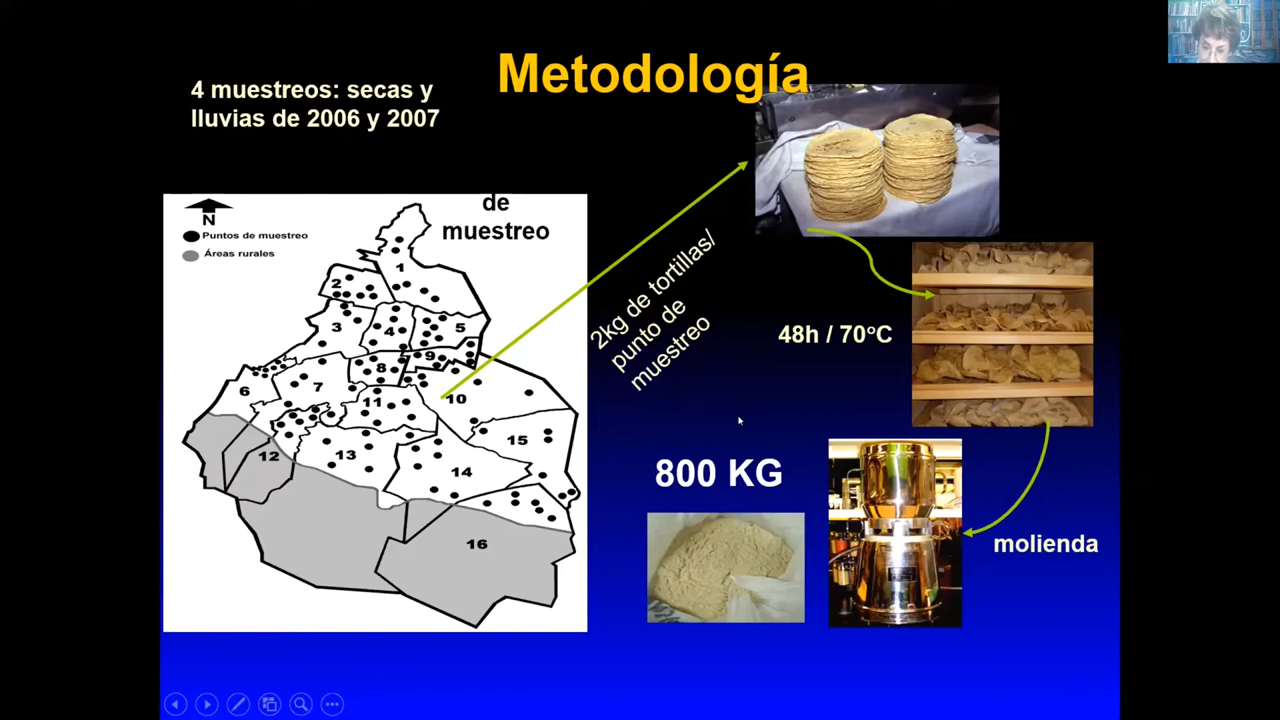 Metodología
4 muestreos: secas y
lluvias de 2006 y 2007
de
muestreo
N
Puntos de muestreo
Áreas rurales
1
2
3
4
5
9
8
6
7
10
11
15
12
13
14
16
2kg de tortillas/
punto de
muestreo
48h / 70°C
800 KG
molienda